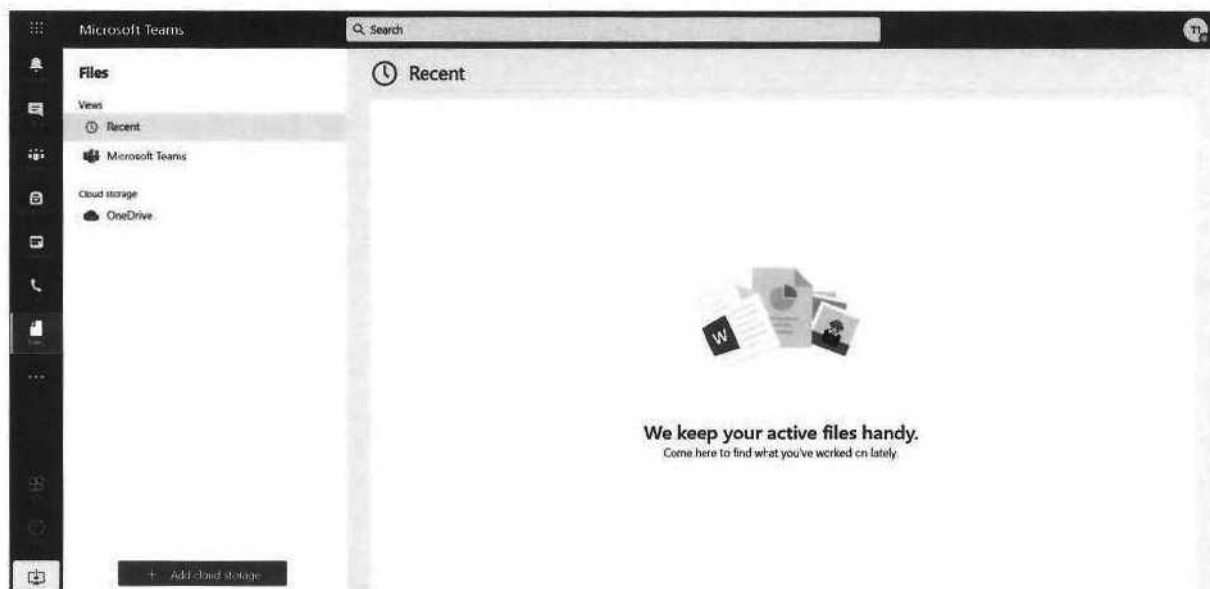 Microsoft Teams
Search
T1
Files
Views
Recent
Microsoft Teams
Cloud storage
OneDrive
+ Add cloud storage
Recent
W
We keep your active files handy.
Come here to find what you've worked on lately.